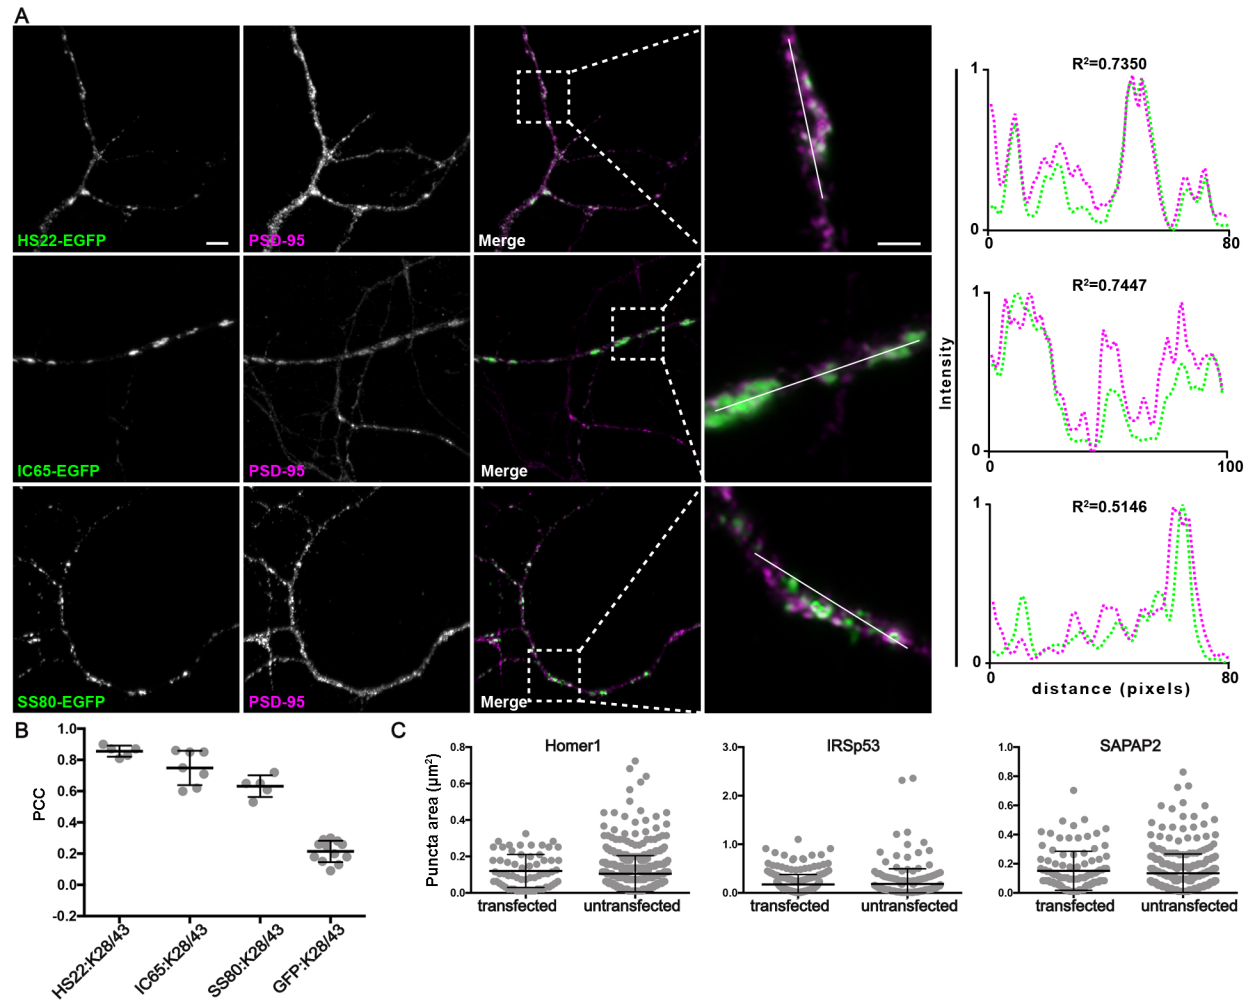 A
HS22-EGFP
PSD-95
Merge
R²=0.7350
1
0
0
80
IC65-EGFP
PSD-95
Merge
R²=0.7447
1
0
0
100
Intensity
SS80-EGFP
PSD-95
Merge
R²=0.5146
1
0
0
80
distance (pixels)
B
1.0
0.8
0.6
0.4
0.2
0.0
-0.2
PCC
HS22:K28/43
IC65:K28/43
SS80:K28/43
GFP:K28/43
C
Homer1
Puncta area (μm²)
0.8
0.6
0.4
0.2
0.0
transfected untransfected
IRSp53
3.0
2.0
1.0
0.0
transfected untransfected
SAPAP2
1.0
0.8
0.6
0.4
0.2
0.0
transfected untransfected